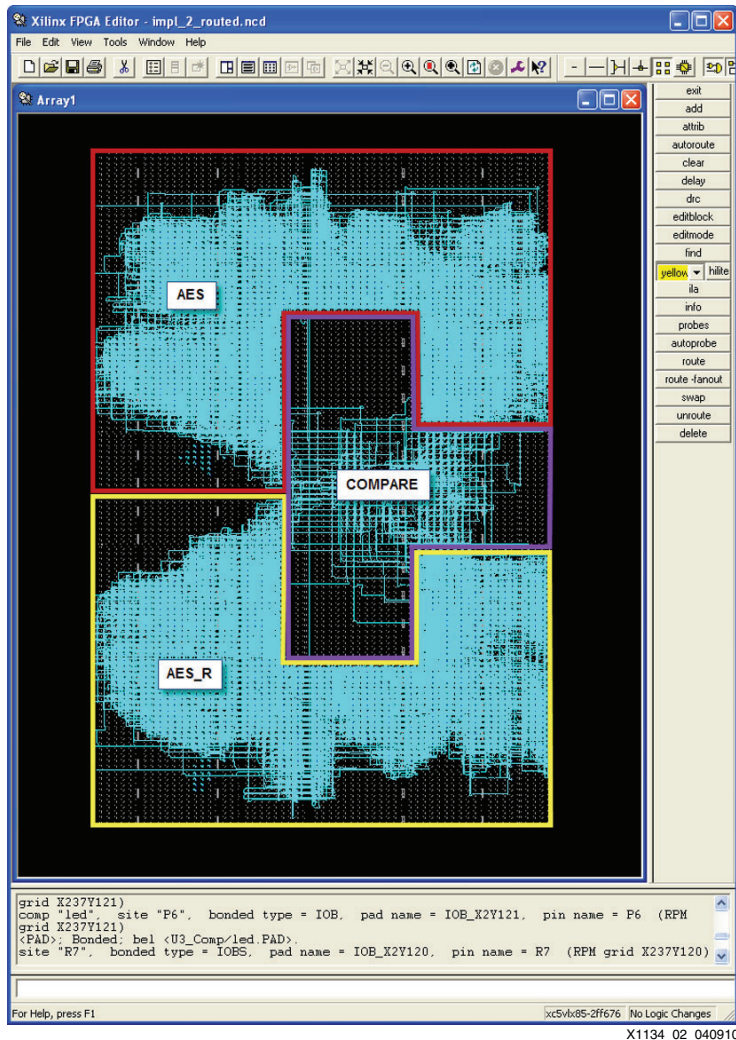 Xilinx FPGA Editor - impl_2_routed.ncd
File Edit View Tools Window Help
Array1
exit
add
attrib
autoroute
clear
delay
drc
editblock
editmode
find
yellow hilite
ila
info
probes
autoprobe
route
route -fanout
swap
unroute
delete
AES
COMPARE
AES_R
grid X237Y121)
comp "led", site "P6", bonded type = IOB, pad name = IOB_X2Y121, pin name = P6 (RPM
grid X237Y121)
<PAD>; Bonded; bel <U3_Comp/led.PAD>.
site "R7", bonded type = IOBS, pad name = IOB_X2Y120, pin name = R7 (RPM grid X237Y120)
For Help, press F1
xc5vlx85-2ff676 No Logic Changes
X1134_02_040910